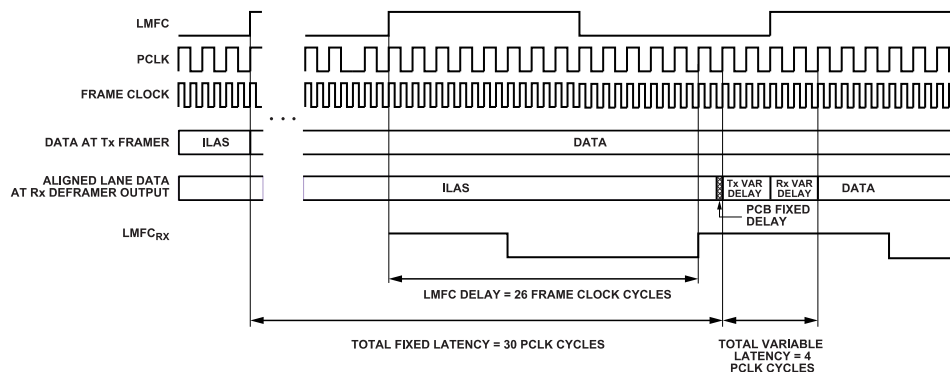 LMFC
PCLK
FRAME CLOCK
. . .
DATA AT Tx FRAMER
ILAS
DATA
ALIGNED LANE DATA
AT Rx DEFRAMER OUTPUT
ILAS
Tx VAR
DELAY
Rx VAR
DELAY
DATA
PCB FIXED
DELAY
LMFCRX
LMFC DELAY = 26 FRAME CLOCK CYCLES
TOTAL FIXED LATENCY = 30 PCLK CYCLES
TOTAL VARIABLE
LATENCY = 4
PCLK CYCLES